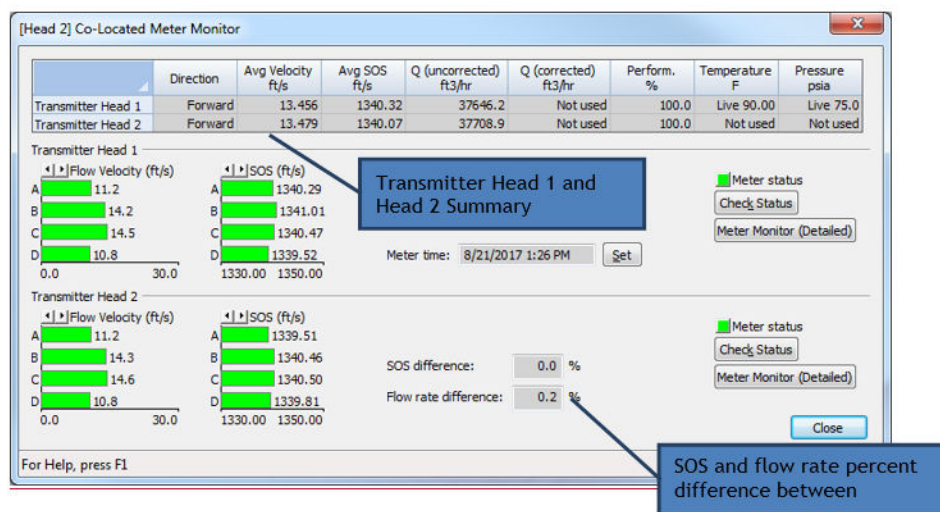 [Head 2] Co-Located Meter Monitor
Direction Avg Velocity ft/s Avg SOS ft/s Q (uncorrected) ft3/hr Q (corrected) ft3/hr Perform. % Temperature F Pressure psia
Transmitter Head 1 Forward 13.456 1340.32 37646.2 Not used 100.0 Live 90.00 Live 75.0
Transmitter Head 2 Forward 13.479 1340.07 37708.9 Not used 100.0 Not used Not used
Transmitter Head 1
Flow Velocity (ft/s) SOS (ft/s)
A 11.2 A 1340.29
B 14.2 B 1341.01
C 14.5 C 1340.47
D 10.8 D 1339.52
0.0 30.0 1330.00 1350.00
Transmitter Head 1 and
Head 2 Summary
Meter time: 8/21/2017 1:26 PM Set
Meter status
Check Status
Meter Monitor (Detailed)
Transmitter Head 2
Flow Velocity (ft/s) SOS (ft/s)
A 11.2 A 1339.51
B 14.3 B 1340.46
C 14.6 C 1340.50
D 10.8 D 1339.81
0.0 30.0 1330.00 1350.00
SOS difference: 0.0 %
Flow rate difference: 0.2 %
Meter status
Check Status
Meter Monitor (Detailed)
Close
For Help, press F1
SOS and flow rate percent
difference between